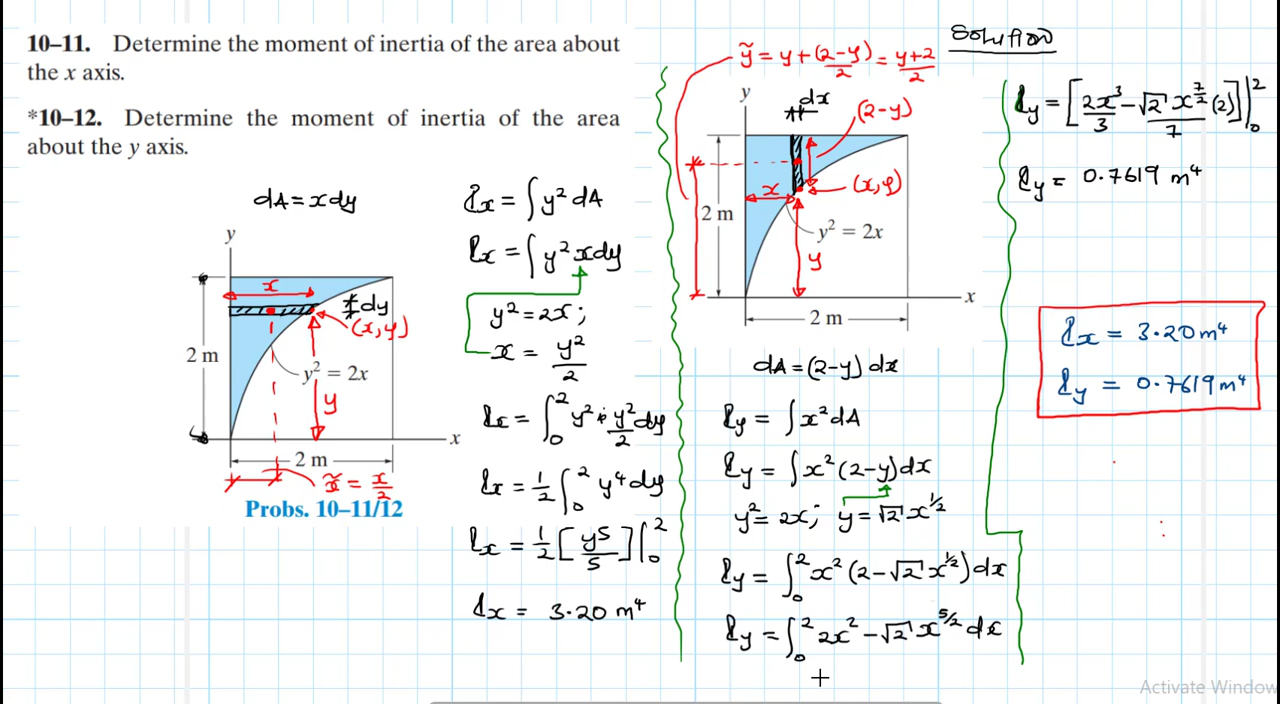 10–11. Determine the moment of inertia of the area about
the x axis.
*10–12. Determine the moment of inertia of the area
about the y axis.
dA = x dy
y
x
dy
(x, y)
2 m
y² = 2x
y
x
2 m
x̃ = x/2
Probs. 10–11/12
Ix = ∫ y² dA
Ix = ∫ y² x dy
y² = 2x;
x = y²/2
Ix = ∫₀² y² · y²/2 dy
Ix = 1/2 ∫₀² y⁴ dy
Ix = 1/2 [y⁵/5]|₀²
Ix = 3.20 m⁴
Solution
ỹ = y + (2-y)/2 = y+2/2
y
dx
(2-y)
x
(x, y)
2 m
y² = 2x
y
x
2 m
dA = (2-y) dx
Iy = ∫ x² dA
Iy = ∫ x² (2-y) dx
y² = 2x; y = √2 x^1/2
Iy = ∫₀² x² (2 - √2 x^1/2) dx
Iy = ∫₀² 2x² - √2 x^5/2 dx
Iy = [2x³/3 - √2 x^7/2 (2)/7]|₀²
Iy = 0.7619 m⁴
Ix = 3.20 m⁴
Iy = 0.7619 m⁴
Activate Window